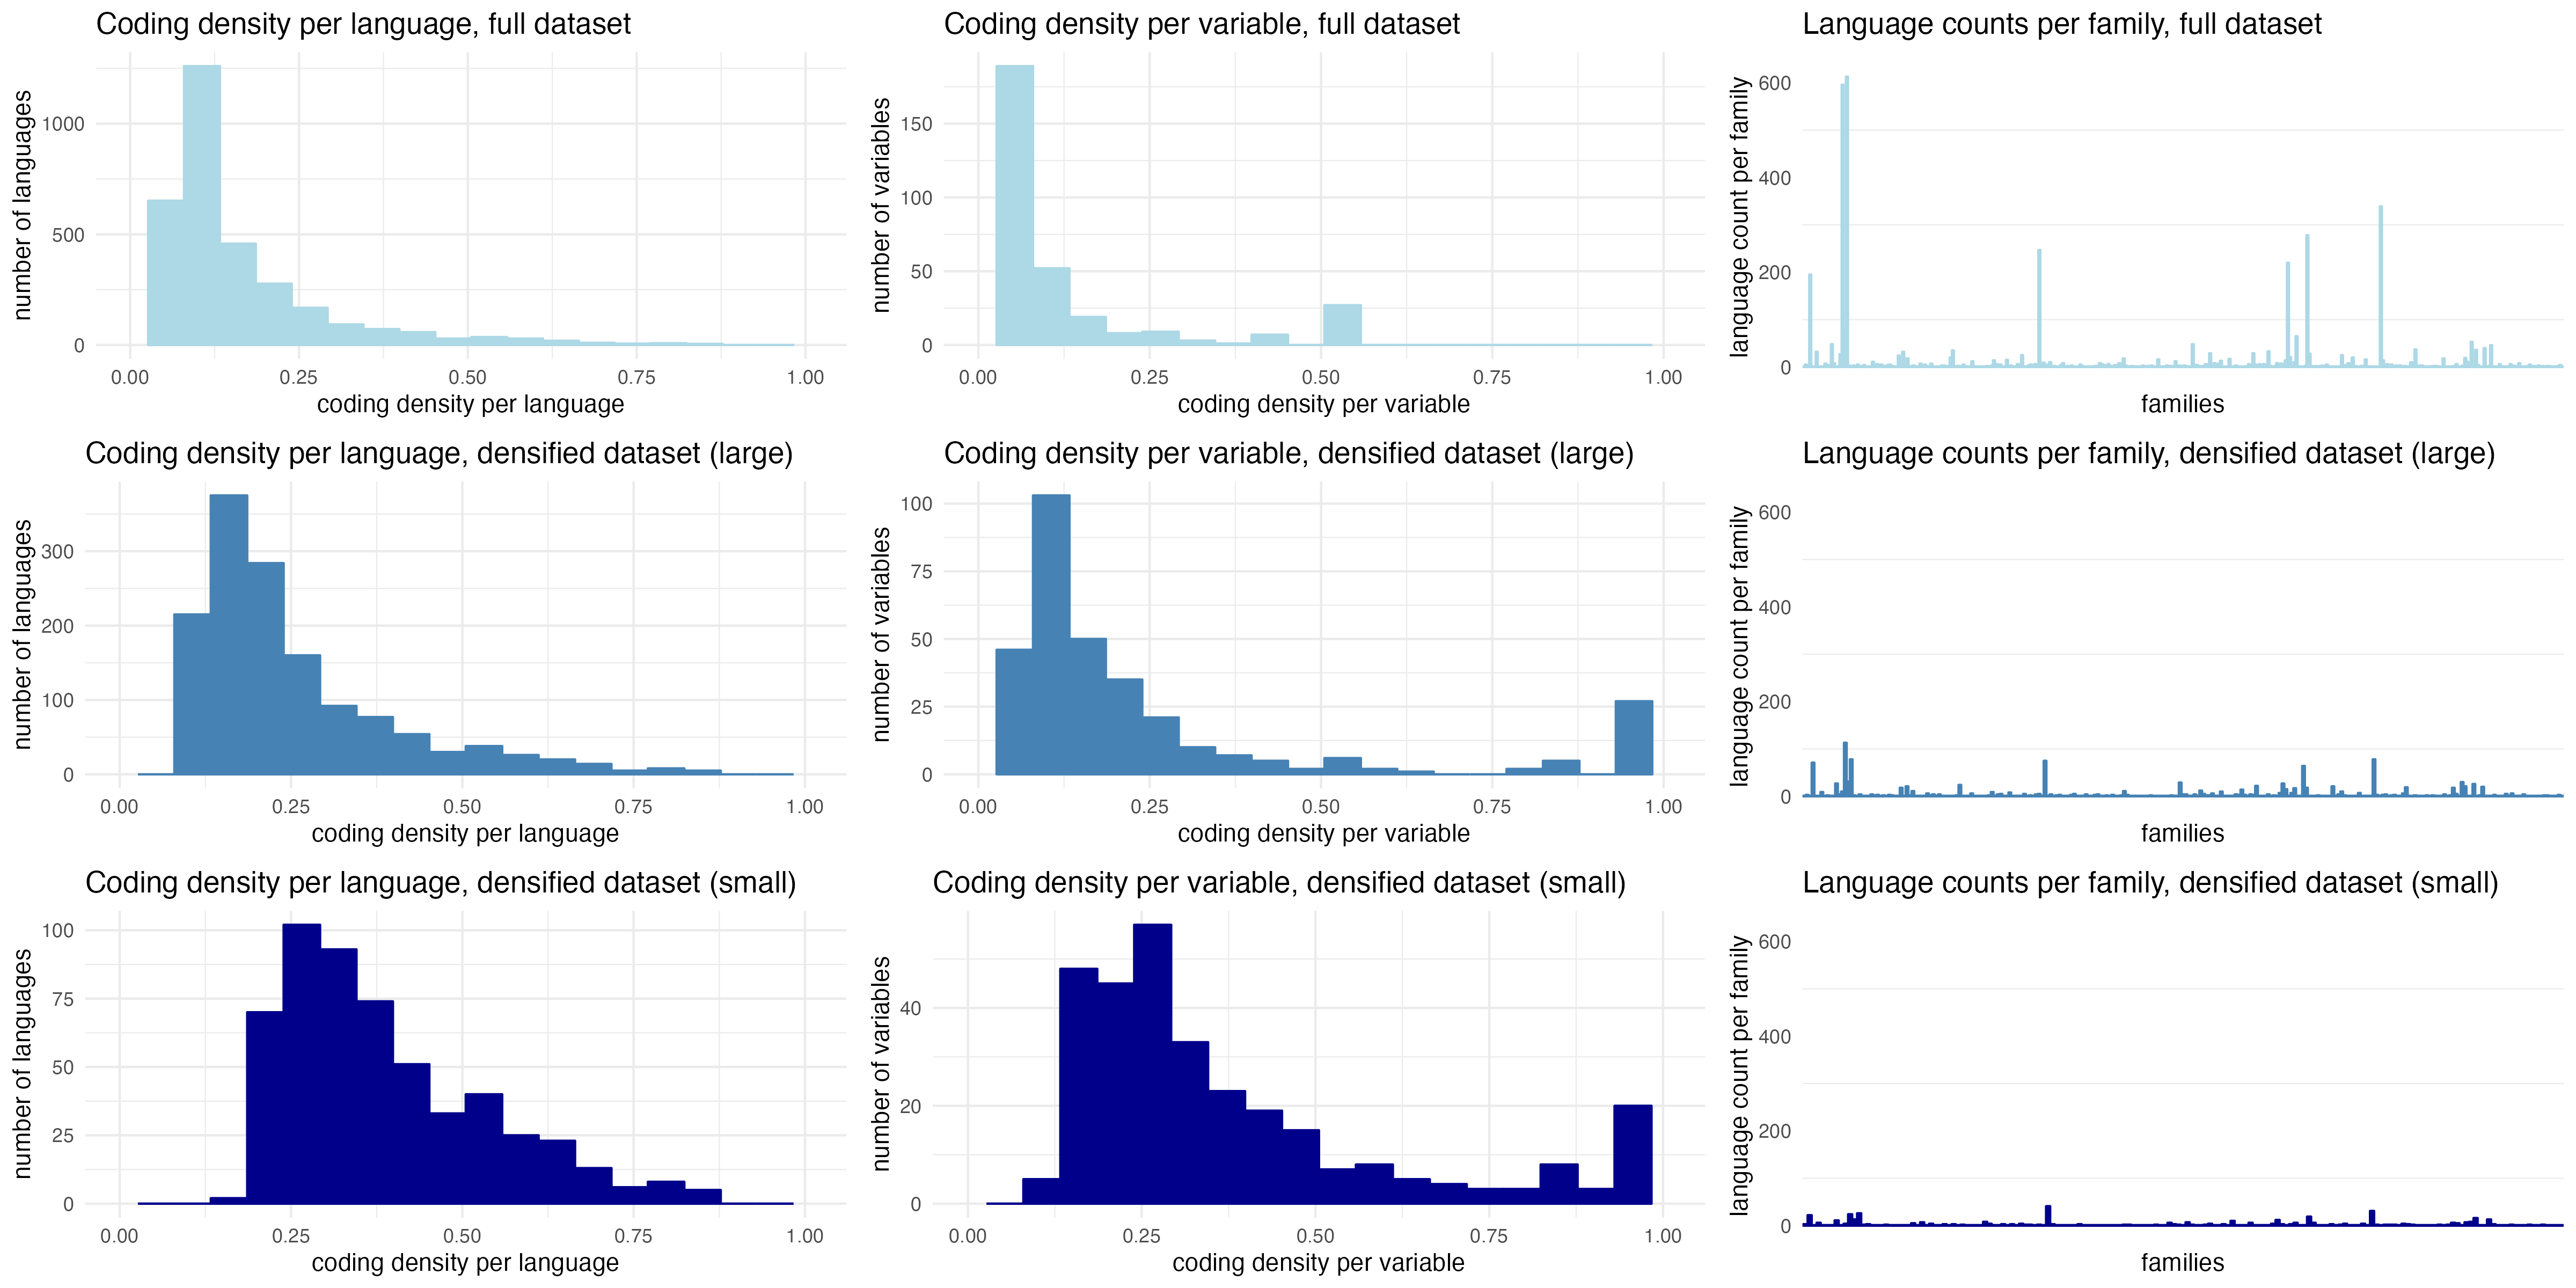 Coding density per language, full dataset
number of languages
1000
500
0
0.00 0.25 0.50 0.75 1.00
coding density per language
Coding density per variable, full dataset
number of variables
150
100
50
0
0.00 0.25 0.50 0.75 1.00
coding density per variable
Language counts per family, full dataset
language count per family
600
400
200
0
families
Coding density per language, densified dataset (large)
number of languages
300
200
100
0
0.00 0.25 0.50 0.75 1.00
coding density per language
Coding density per variable, densified dataset (large)
number of variables
100
75
50
25
0
0.00 0.25 0.50 0.75 1.00
coding density per variable
Language counts per family, densified dataset (large)
language count per family
600
400
200
0
families
Coding density per language, densified dataset (small)
number of languages
100
75
50
25
0
0.00 0.25 0.50 0.75 1.00
coding density per language
Coding density per variable, densified dataset (small)
number of variables
40
20
0
0.00 0.25 0.50 0.75 1.00
coding density per variable
Language counts per family, densified dataset (small)
language count per family
600
400
200
0
families